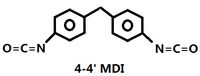 O=C=N N=C=O
4-4' MDI